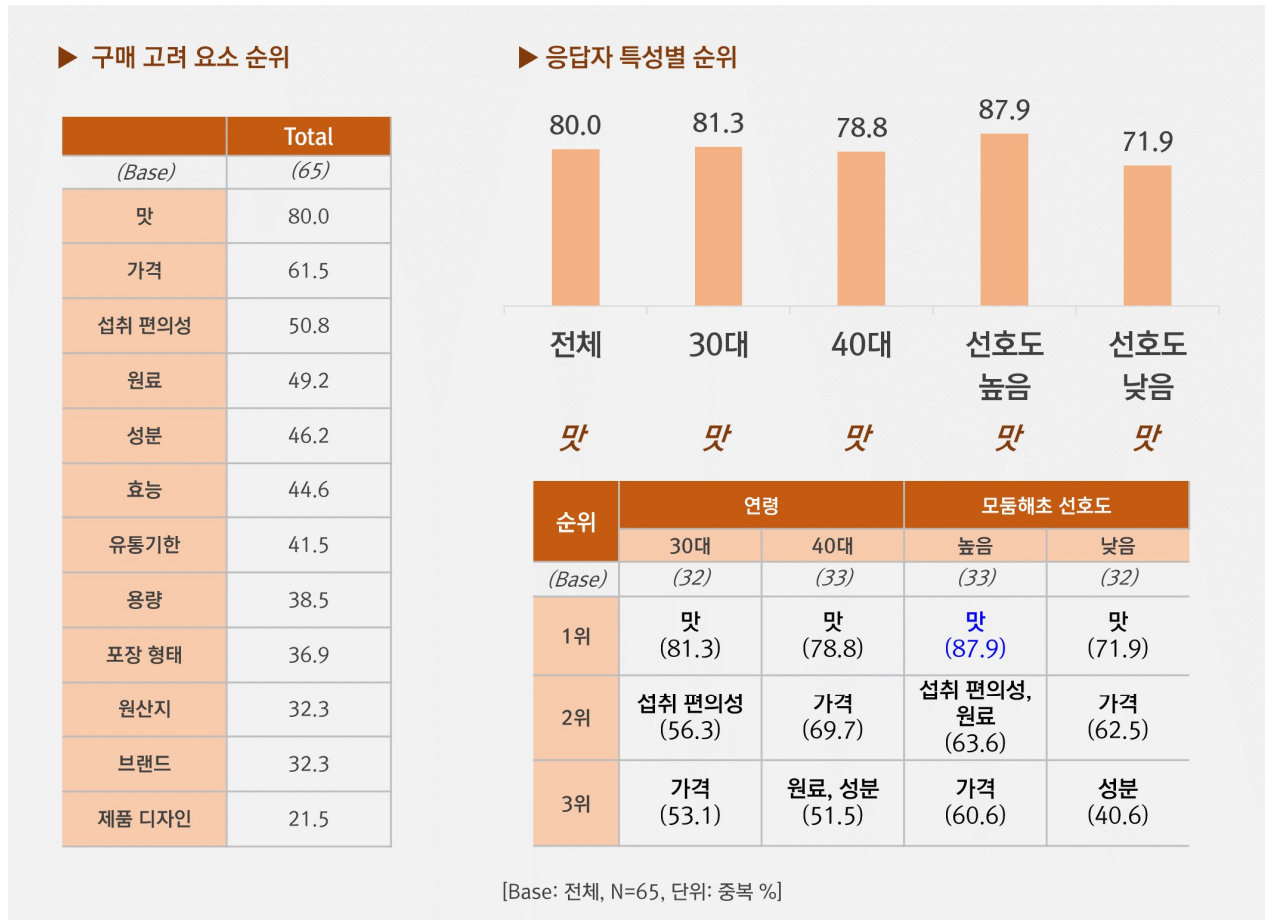 ▶ 구매 고려 요소 순위
Total
(Base) (65)
맛 80.0
가격 61.5
섭취 편의성 50.8
원료 49.2
성분 46.2
효능 44.6
유통기한 41.5
용량 38.5
포장 형태 36.9
원산지 32.3
브랜드 32.3
제품 디자인 21.5
▶ 응답자 특성별 순위
80.0 81.3 78.8 87.9 71.9
전체 30대 40대 선호도 선호도
높음 낮음
맛 맛 맛 맛 맛
순위 연령 모둠해초 선호도
30대 40대 높음 낮음
(Base) (32) (33) (33) (32)
1위 맛 맛 맛 맛
(81.3) (78.8) (87.9) (71.9)
2위 섭취 편의성 가격 섭취 편의성, 가격
원료
(56.3) (69.7) (63.6) (62.5)
3위 가격 원료, 성분 가격 성분
(53.1) (51.5) (60.6) (40.6)
[Base: 전체, N=65, 단위: 중복 %]